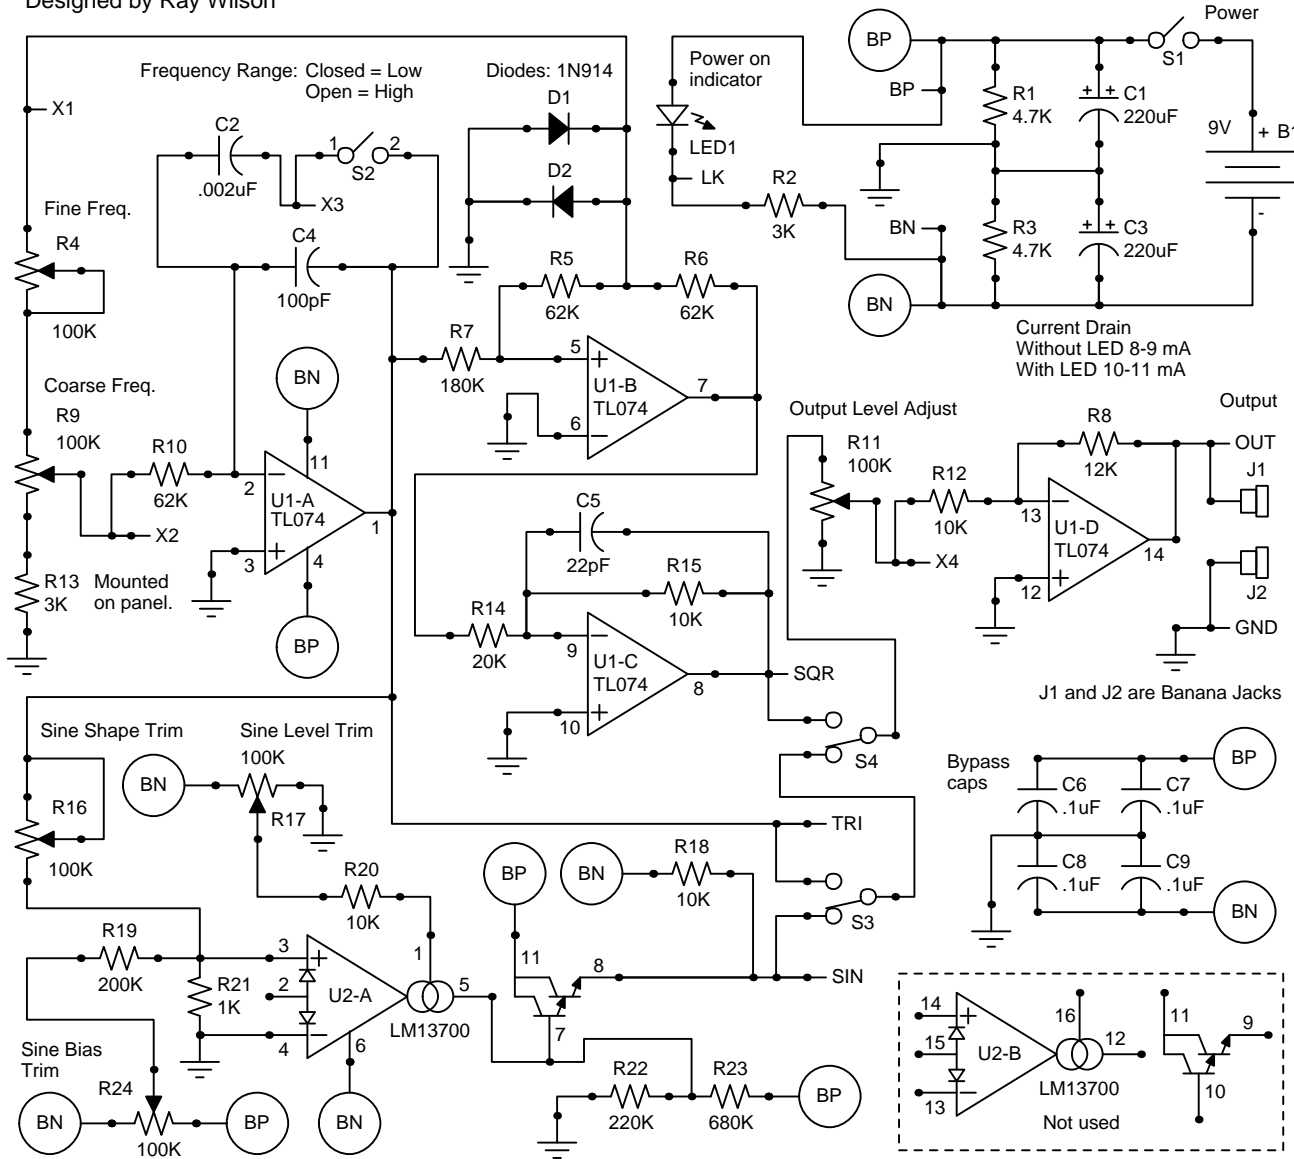 Designed by Ray Wilson
Power
BP
S1
Frequency Range: Closed = Low
Open = High
Diodes: 1N914
Power on
indicator
BP
X1
D1
R1
4.7K
+ +
C1
220uF
C2
.002uF
1
2
S2
X3
LED1
LK
9V
+ B1
-
D2
R2
3K
Fine Freq.
R4
100K
C4
100pF
R5
62K
R6
62K
BN
BN
R3
4.7K
+ +
C3
220uF
Current Drain
Without LED 8-9 mA
With LED 10-11 mA
R7
180K
5
+
U1-B
TL074
7
6
−
Coarse Freq.
R9
100K
BN
R10
62K
11
−
2
U1-A
TL074
1
+
3
4
X2
BP
R13
3K
Mounted
on panel.
Output Level Adjust
R11
100K
R12
10K
R8
12K
Output
OUT
J1
−
13
U1-D
TL074
14
+
12
X4
J2
GND
J1 and J2 are Banana Jacks
C5
22pF
R15
10K
R14
20K
−
9
U1-C
TL074
8
+
10
SQR
S4
Sine Shape Trim
Sine Level Trim
100K
BN
R17
R16
100K
TRI
Bypass
caps
BP
C6
.1uF
C7
.1uF
C8
.1uF
C9
.1uF
BN
R20
10K
BP
BN
R18
10K
S3
R19
200K
R21
1K
3
+
1
2
U2-A
5
LM13700
−
4
6
BN
11
8
7
SIN
Sine Bias
Trim
R24
BN
100K
BP
R22
220K
R23
680K
BP
14
+
16
11
9
15
U2-B
12
LM13700
−
13
10
Not used